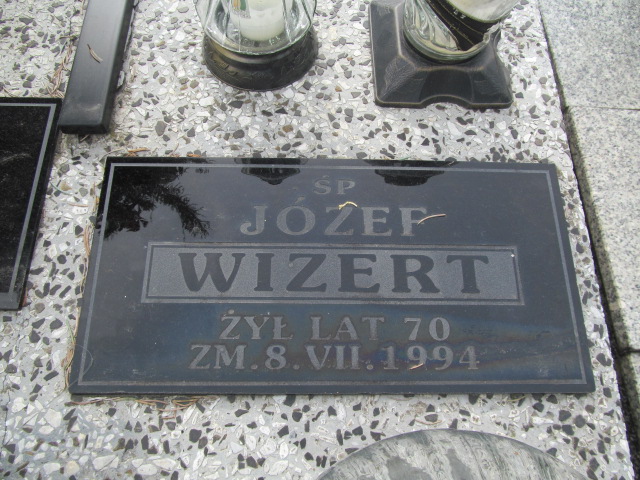 ŚP
JÓZEF
WIZERT
ŻYŁ LAT 70
ZM. 8. VII. 1994